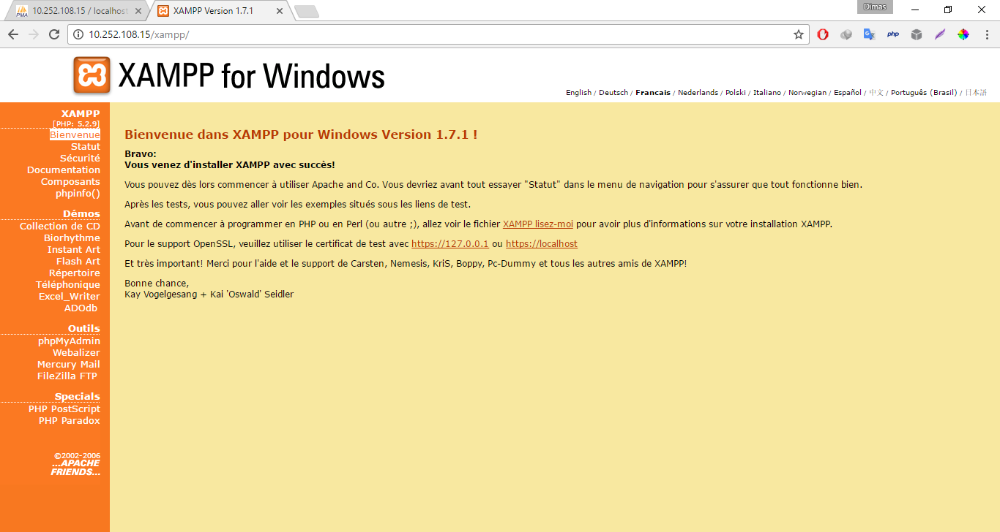 10.252.108.15 / localhost
XAMPP Version 1.7.1
Dimas
10.252.108.15/xampp/
php
XAMPP for Windows
English / Deutsch / Francais / Nederlands / Polski / Italiano / Norwegian / Español / 中文 / Português (Brasil) / 日本語
XAMPP
[PHP: 5.2.9]
Bienvenue
Statut
Sécurité
Documentation
Composants
phpinfo()
Démos
Collection de CD
Biorhythme
Instant Art
Flash Art
Répertoire
Téléphonique
Excel_Writer
ADOdb
Outils
phpMyAdmin
Webalizer
Mercury Mail
FileZilla FTP
Specials
PHP PostScript
PHP Paradox
©2002-2006
...APACHE
FRIENDS...
Bienvenue dans XAMPP pour Windows Version 1.7.1 !
Bravo:
Vous venez d'installer XAMPP avec succès!
Vous pouvez dès lors commencer à utiliser Apache and Co. Vous devriez avant tout essayer "Statut" dans le menu de navigation pour s'assurer que tout fonctionne bien.
Après les tests, vous pouvez aller voir les exemples situés sous les liens de test.
Avant de commencer à programmer en PHP ou en Perl (ou autre ;), allez voir le fichier XAMPP lisez-moi pour avoir plus d'informations sur votre installation XAMPP.
Pour le support OpenSSL, veuillez utiliser le certificat de test avec https://127.0.0.1 ou https://localhost
Et très important! Merci pour l'aide et le support de Carsten, Nemesis, KriS, Boppy, Pc-Dummy et tous les autres amis de XAMPP!
Bonne chance,
Kay Vogelgesang + Kai 'Oswald' Seidler